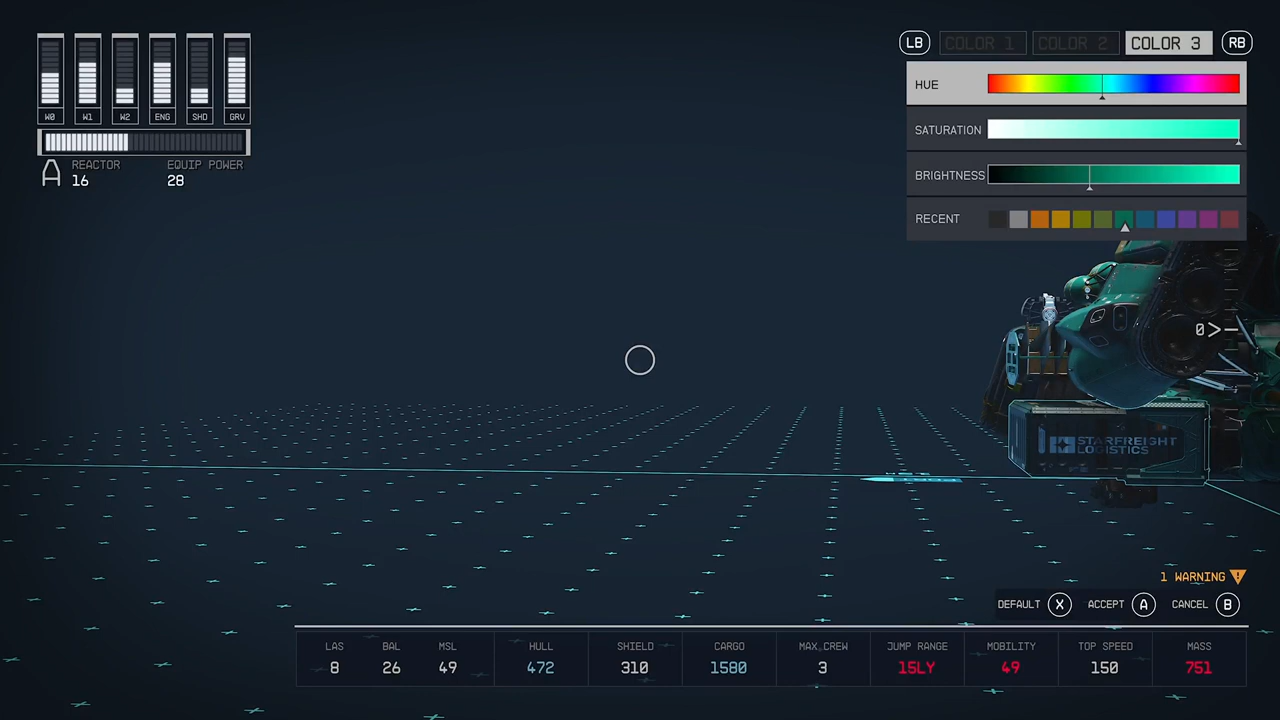 LB COLOR 1 COLOR 2 COLOR 3 RB
HUE
SATURATION
BRIGHTNESS
RECENT
W0 W1 W2 ENG SHD GRV
A REACTOR EQUIP POWER
16 28
0
STARFREIGHT
LOGISTICS
1 WARNING
DEFAULT X ACCEPT A CANCEL B
LAS BAL MSL HULL SHIELD CARGO MAX CREW JUMP RANGE MOBILITY TOP SPEED MASS
8 26 49 472 310 1580 3 15LY 49 150 751